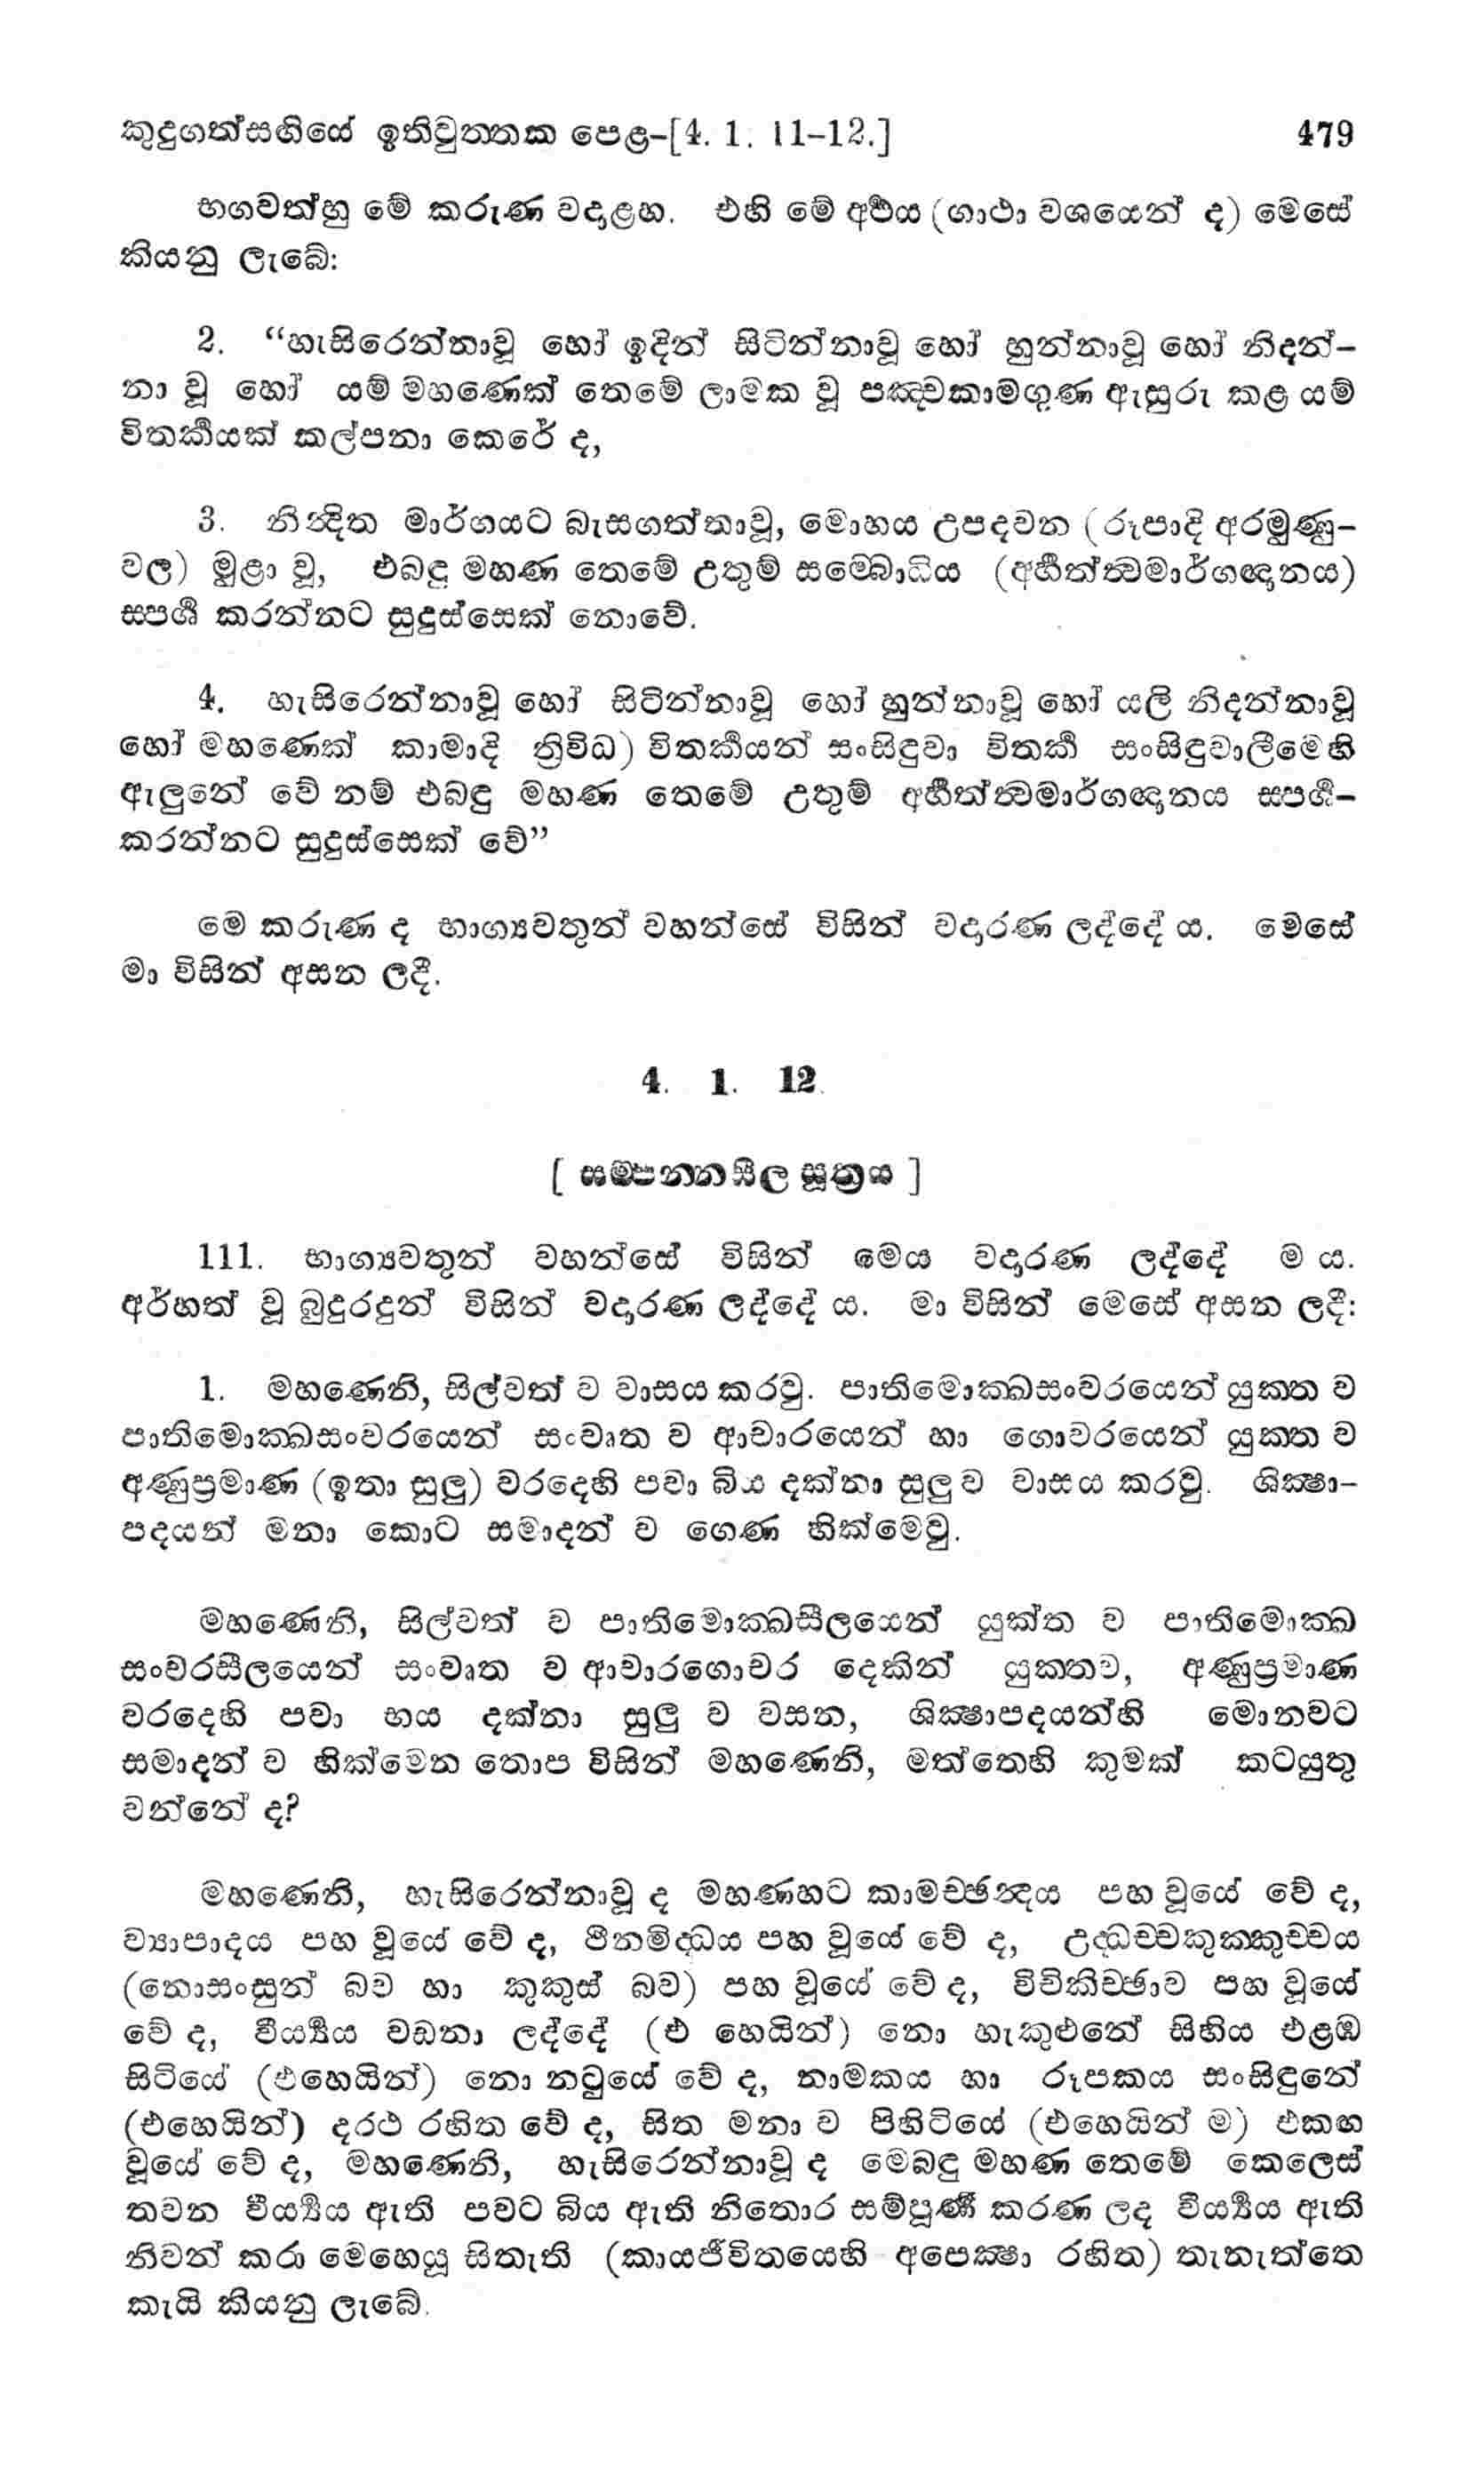 කුදුගත්සඟියේ ඉතිවුත්තක පෙළ-[4. 1. 11-12.] 479
භගවත්හු මේ කරුණ වදාළහ. එහි මේ අර්‍ථය (ගාථා වශයෙන් ද) මෙසේ
කියනු ලැබේ:
2. “හැසිරෙන්නාවූ හෝ ඉදින් සිටින්නාවූ හෝ හුන්නාවූ හෝ නිදන්-
නා වූ හෝ යම් මහණෙක් තෙමේ ලාමක වූ පඤ්චකාමගුණ ඇසුරු කළ යම්
විතර්‍කයක් කල්පනා කෙරේ ද,
3. නින්‍දිත මාර්ගයට බැසගත්තාවූ, මොහය උපදවන (රූපාදි අරමුණු-
වල) මුළා වූ, එබඳු මහණ තෙමේ උතුම් සම්බොධිය (අර්‍හත්ත්‍වමාර්ගඥානය)
ස්පර්‍ශ කරන්නට සුදුස්සෙක් නොවේ.
4. හැසිරෙන්නාවූ හෝ සිටින්නාවූ හෝ හුන්නාවූ හෝ යලි නිදන්නාවූ
හෝ මහණෙක් කාමාදි ත්‍රිවිධ) විතර්‍කයන් සංසිඳුවා විතර්‍ක සංසිඳුවාලීමෙහි
ඇලුනේ වේ නම් එබඳු මහණ තෙමේ උතුම් අර්‍හත්ත්‍වමාර්ගඥානය ස්පර්‍ශ-
කරන්නට සුදුස්සෙක් වේ”
මෙ කරුණ ද භාග්‍යවතුන් වහන්සේ විසින් වදාරණ ලද්දේ ය. මෙසේ
මා විසින් අසන ලදී.
4. 1. 12.
[ සම්පන්නසීල සූත්‍රය ]
111. භාග්‍යවතුන් වහන්සේ විසින් මෙය වදාරණ ලද්දේ ම ය.
අර්හත් වූ බුදුරදුන් විසින් වදාරණ ලද්දේ ය. මා විසින් මෙසේ අසන ලදී:
1. මහණෙනි, සිල්වත් ව වාසය කරවු. පාතිමොක්ඛසංවරයෙන් යුක්ත ව
පාතිමොක්ඛසංවරයෙන් සංවෘත ව ආචාරයෙන් හා ගොචරයෙන් යුක්ත ව
අණුප්‍රමාණ (ඉතා සුලු) වරදෙහි පවා බිය දක්නා සුලු ව වාසය කරවු. ශික්‍ෂා-
පදයන් මනා කොට සමාදන් ව ගෙණ හික්මෙවු.
මහණෙනි, සිල්වත් ව පාතිමොක්ඛසීලයෙන් යුක්ත ව පාතිමොක්ඛ
සංවරසීලයෙන් සංවෘත ව ආචාරගොචර දෙකින් යුක්තව, අණුප්‍රමාණ
වරදෙහි පවා භය දක්නා සුලු ව වසන, ශික්‍ෂාපදයන්හි මොනවට
සමාදන් ව හික්මෙන තොප විසින් මහණෙනි, මත්තෙහි කුමක් කටයුතු
වන්නේ ද?
මහණෙනි, හැසිරෙන්නාවූ ද මහණහට කාමච්ඡන්‍දය පහ වූයේ වේ ද,
ව්‍යාපාදය පහ වූයේ වේ ද, ථීනමිද්ධය පහ වූයේ වේ ද, උද්ධච්චකුක්කුච්චය
(නොසංසුන් බව හා කුකුස් බව) පහ වූයේ වේ ද, විචිකිච්ඡාව පහ වූයේ
වේ ද, වීර්‍ය්‍යය වඩනා ලද්දේ (එ හෙයින්) නො හැකුළුනේ සිහිය එළඹ
සිටියේ (එහෙයින්) නො නටුයේ වේ ද, නාමකය හා රූපකය සංසිඳුනේ
(එහෙයින්) දරථ රහිත වේ ද, සිත මනා ව පිහිටියේ (එහෙයින් ම) එකඟ
වූයේ වේ ද, මහණෙනි, හැසිරෙන්නාවූ ද මෙබඳු මහණ තෙමේ කෙලෙස්
තවන වීර්‍ය්‍යය ඇති පවට බිය ඇති නිතොර සම්පූර්‍ණ කරණ ලද වීර්‍ය්‍යය ඇති
නිවන් කරා මෙහෙයූ සිතැති (කායජීවිතයෙහි අපෙක්‍ෂා රහිත) තැනැත්තෙ
කැයි කියනු ලැබේ.